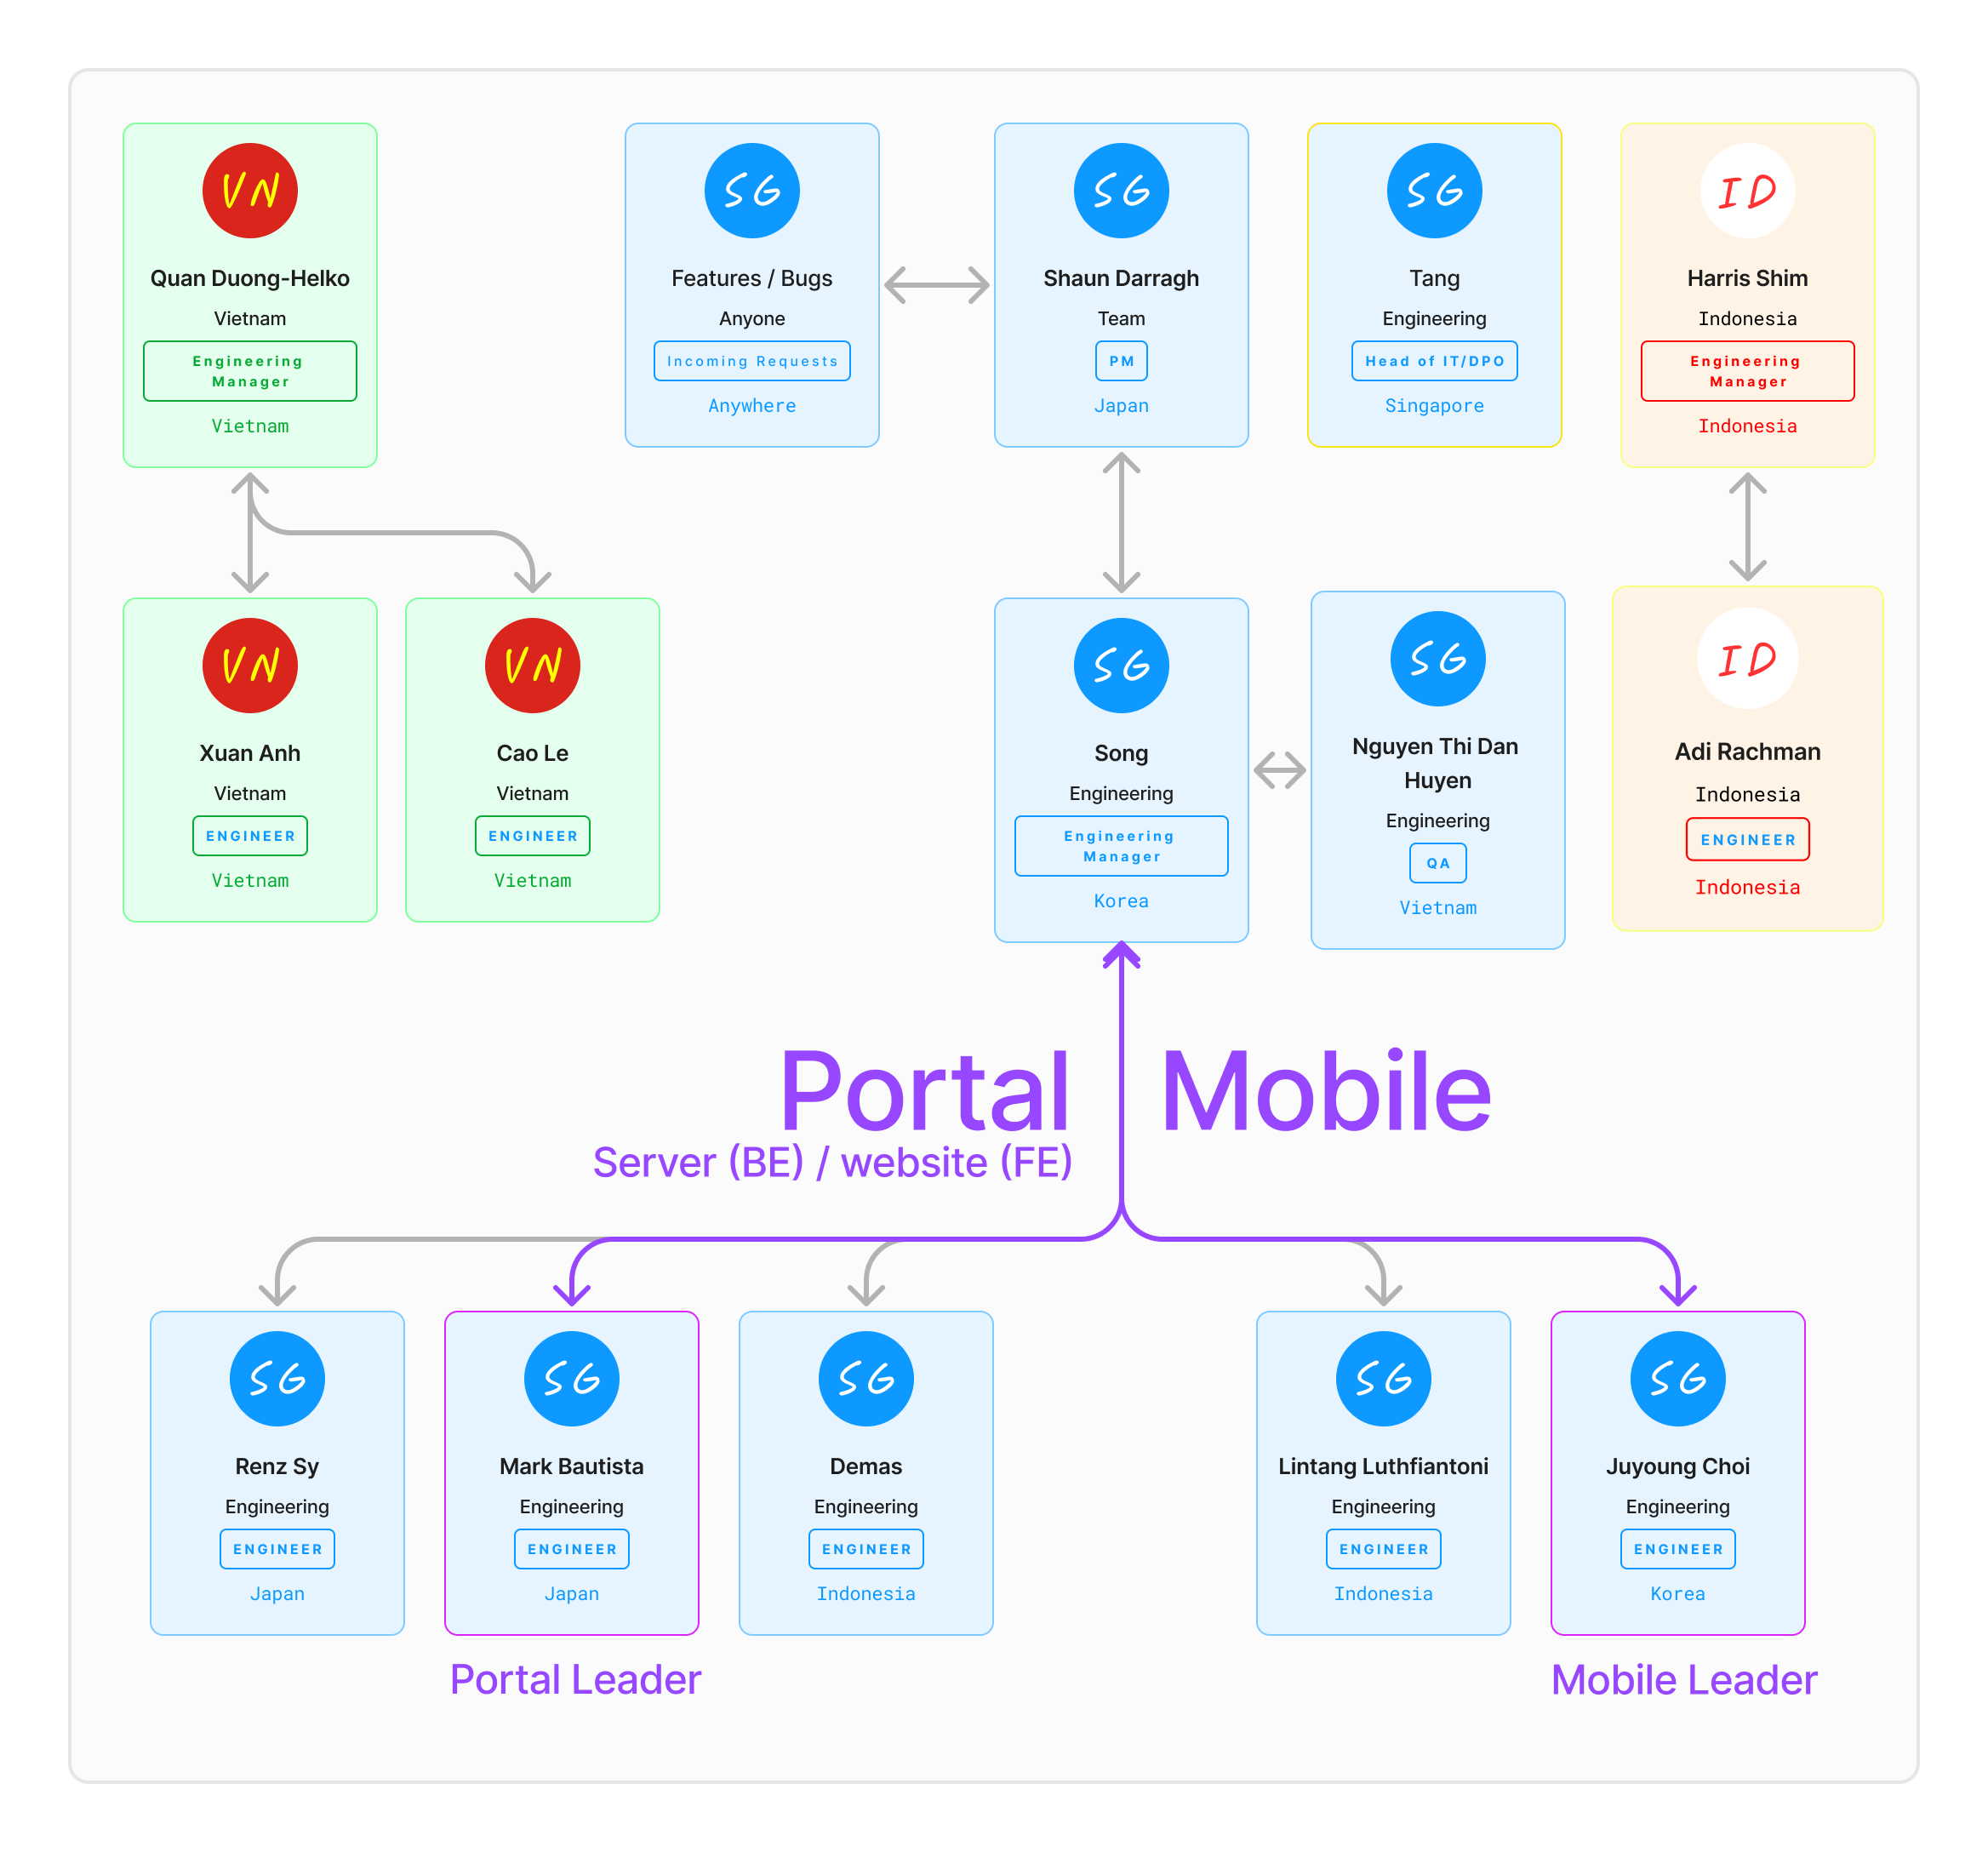 VN
Quan Duong-Helko
Vietnam
Engineering
Manager
Vietnam
SG
Features / Bugs
Anyone
Incoming Requests
Anywhere
SG
Shaun Darragh
Team
PM
Japan
SG
Tang
Engineering
Head of IT/DPO
Singapore
ID
Harris Shim
Indonesia
Engineering
Manager
Indonesia
VN
Xuan Anh
Vietnam
ENGINEER
Vietnam
VN
Cao Le
Vietnam
ENGINEER
Vietnam
SG
Song
Engineering
Engineering
Manager
Korea
SG
Nguyen Thi Dan
Huyen
Engineering
QA
Vietnam
ID
Adi Rachman
Indonesia
ENGINEER
Indonesia
Portal
Server (BE) / website (FE)
Mobile
SG
Renz Sy
Engineering
ENGINEER
Japan
SG
Mark Bautista
Engineering
ENGINEER
Japan
Portal Leader
SG
Demas
Engineering
ENGINEER
Indonesia
SG
Lintang Luthfiantoni
Engineering
ENGINEER
Indonesia
SG
Juyoung Choi
Engineering
ENGINEER
Korea
Mobile Leader